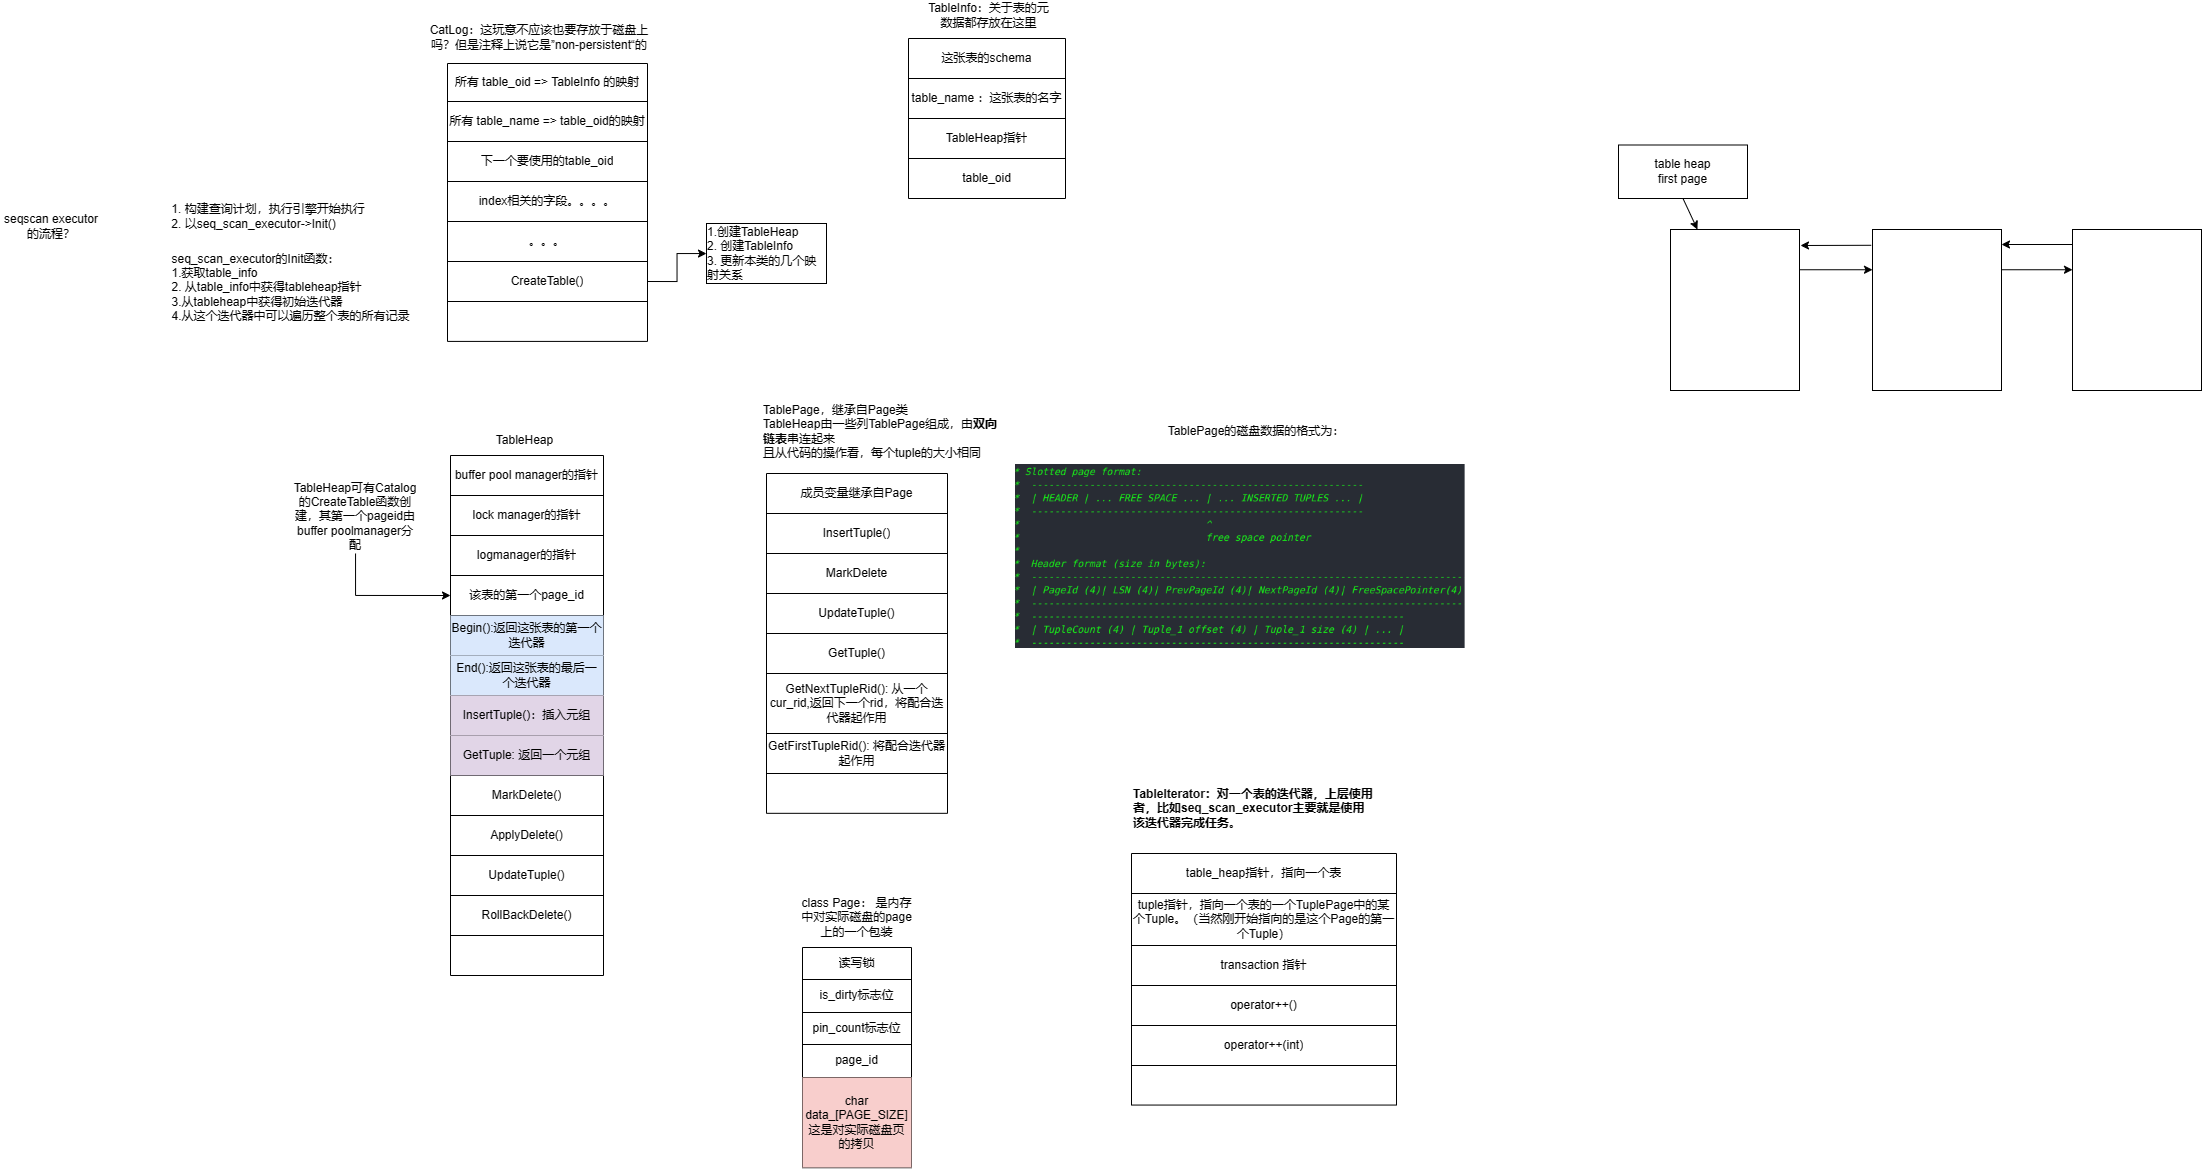 CatLog：这玩意不应该也要存放于磁盘上
吗？但是注释上说它是”non-persistent“的
所有 table_oid => TableInfo 的映射
所有 table_name => table_oid的映射
下一个要使用的table_oid
index相关的字段。。。。
。。。
CreateTable()
1.创建TableHeap
2. 创建TableInfo
3. 更新本类的几个映
射关系
TableInfo：关于表的元
数据都存放在这里
这张表的schema
table_name ：这张表的名字
TableHeap指针
table_oid
table heap
first page
seqscan executor
的流程？
1. 构建查询计划，执行引擎开始执行
2. 以seq_scan_executor->Init()
seq_scan_executor的Init函数：
1.获取table_info
2. 从table_info中获得tableheap指针
3.从tableheap中获得初始迭代器
4.从这个迭代器中可以遍历整个表的所有记录
TableHeap可有Catalog
的CreateTable函数创
建，其第一个pageid由
buffer poolmanager分
配
TableHeap
buffer pool manager的指针
lock manager的指针
logmanager的指针
该表的第一个page_id
Begin():返回这张表的第一个
迭代器
End():返回这张表的最后一
个迭代器
InsertTuple()：插入元组
GetTuple: 返回一个元组
MarkDelete()
ApplyDelete()
UpdateTuple()
RollBackDelete()
TablePage，继承自Page类
TableHeap由一些列TablePage组成，由双向
链表串连起来
且从代码的操作看，每个tuple的大小相同
成员变量继承自Page
InsertTuple()
MarkDelete
UpdateTuple()
GetTuple()
GetNextTupleRid(): 从一个
cur_rid,返回下一个rid，将配合迭
代器起作用
GetFirstTupleRid(): 将配合迭代器
起作用
TablePage的磁盘数据的格式为：
* Slotted page format:
* ---------------------------------------------------------
* | HEADER | ... FREE SPACE ... | ... INSERTED TUPLES ... |
* ---------------------------------------------------------
* ^
* free space pointer
*
* Header format (size in bytes):
* ----------------------------------------------------------------------------
* | PageId (4)| LSN (4)| PrevPageId (4)| NextPageId (4)| FreeSpacePointer(4)
* ----------------------------------------------------------------------------
* ----------------------------------------------------------------
* | TupleCount (4) | Tuple_1 offset (4) | Tuple_1 size (4) | ... |
* ----------------------------------------------------------------
class Page： 是内存
中对实际磁盘的page
上的一个包装
读写锁
is_dirty标志位
pin_count标志位
page_id
char
data_[PAGE_SIZE]
这是对实际磁盘页
的拷贝
TableIterator：对一个表的迭代器，上层使用
者，比如seq_scan_executor主要就是使用
该迭代器完成任务。
table_heap指针，指向一个表
tuple指针，指向一个表的一个TuplePage中的某
个Tuple。（当然刚开始指向的是这个Page的第一
个Tuple）
transaction 指针
operator++()
operator++(int)